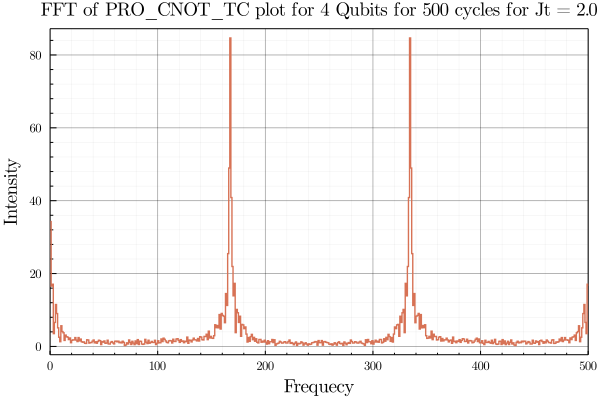 FFT of PRO_CNOT_TC plot for 4 Qubits for 500 cycles for Jt = 2.0
Intensity
80
60
40
20
0
0 100 200 300 400 500
Frequecy